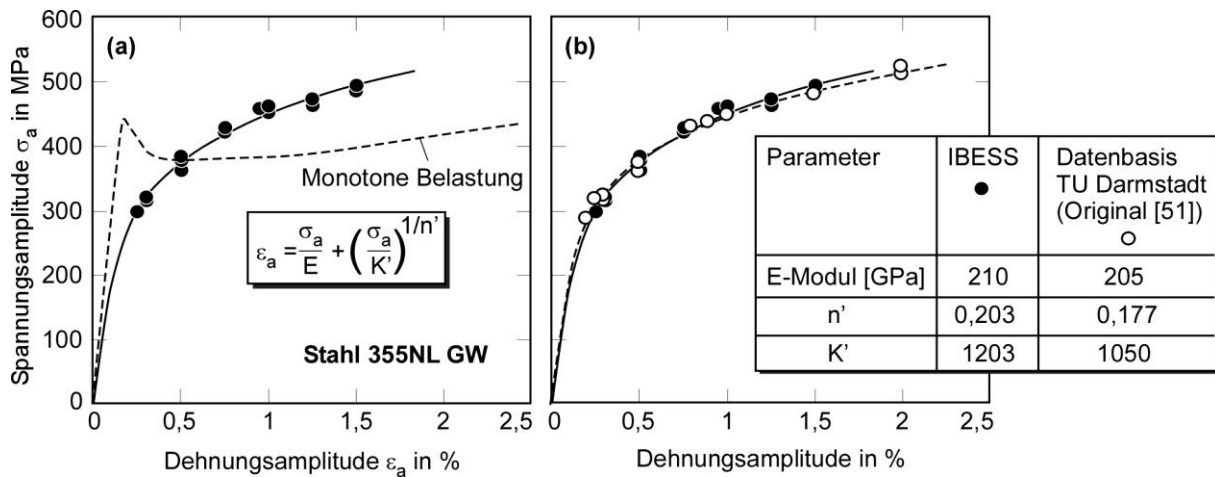 Spannungsamplitude σa in MPa
600
500
400
300
200
100
0
(a)
Monotone Belastung
εa = σa/E + (σa/K')^1/n'
Stahl 355NL GW
0 0,5 1 1,5 2 2,5
Dehnungsamplitude εa in %
(b)
Parameter IBESS Datenbasis
TU Darmstadt
(Original [51])
E-Modul [GPa] 210 205
n' 0,203 0,177
K' 1203 1050
0 0,5 1 1,5 2 2,5
Dehnungsamplitude in %